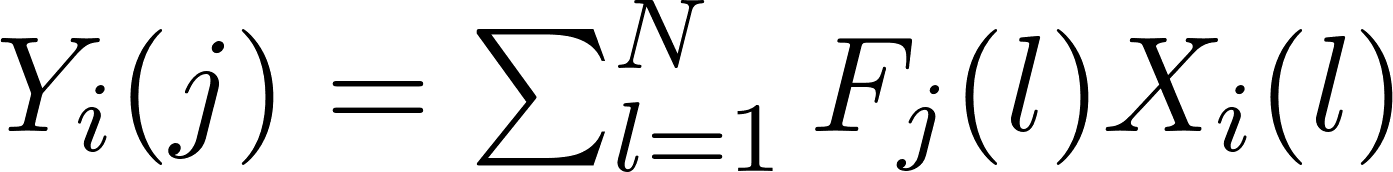 Y_i(j) = \sum_{l=1}^{N} F_j(l) X_i(l)